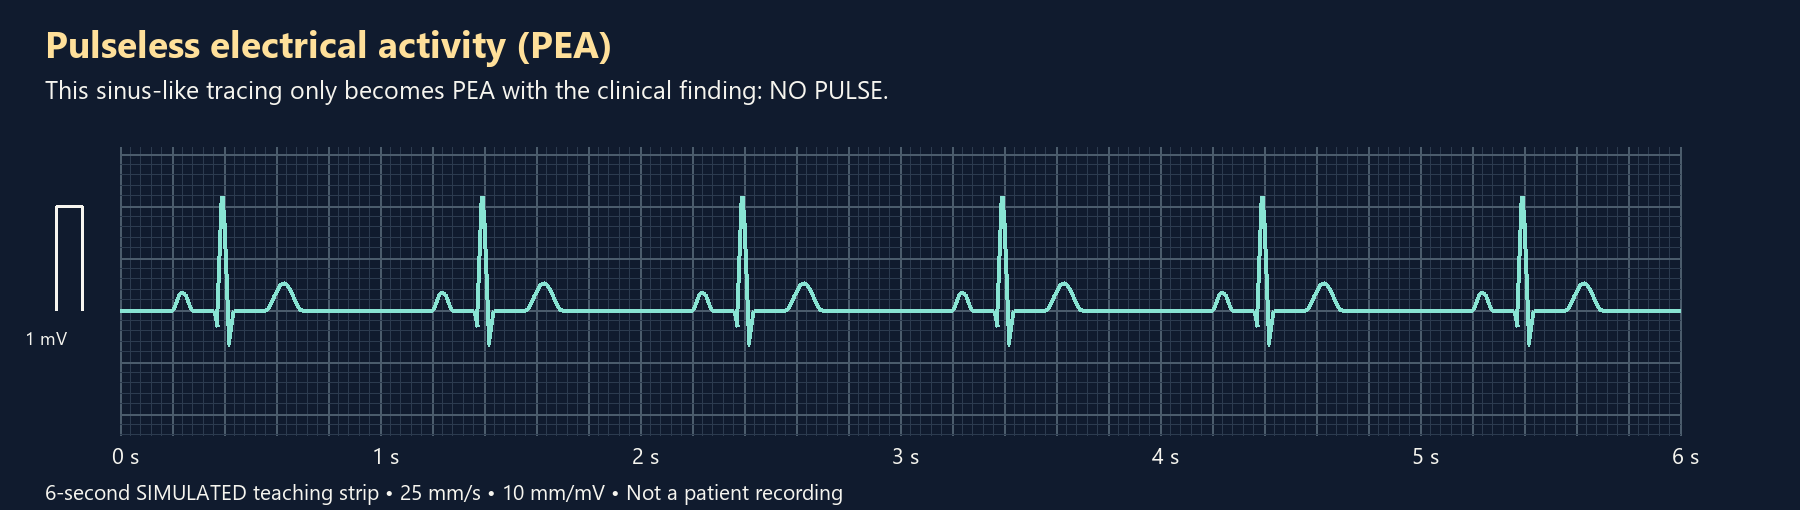 Pulseless electrical activity (PEA)
This sinus-like tracing only becomes PEA with the clinical finding: NO PULSE.
1 mV
0 s 1 s 2 s 3 s 4 s 5 s 6 s
6-second SIMULATED teaching strip • 25 mm/s • 10 mm/mV • Not a patient recording